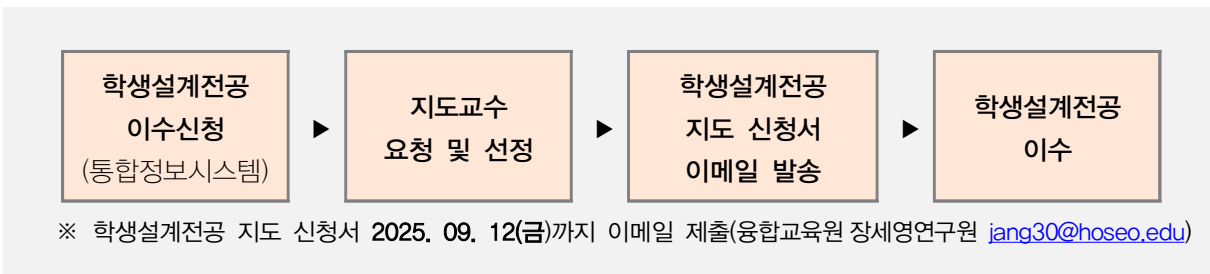 학생설계전공
이수신청
(통합정보시스템)
▶
지도교수
요청 및 선정
▶
학생설계전공
지도 신청서
이메일 발송
▶
학생설계전공
이수
※ 학생설계전공 지도 신청서 2025. 09. 12(금)까지 이메일 제출(융합교육원 장세영연구원 jang30@hoseo.edu)